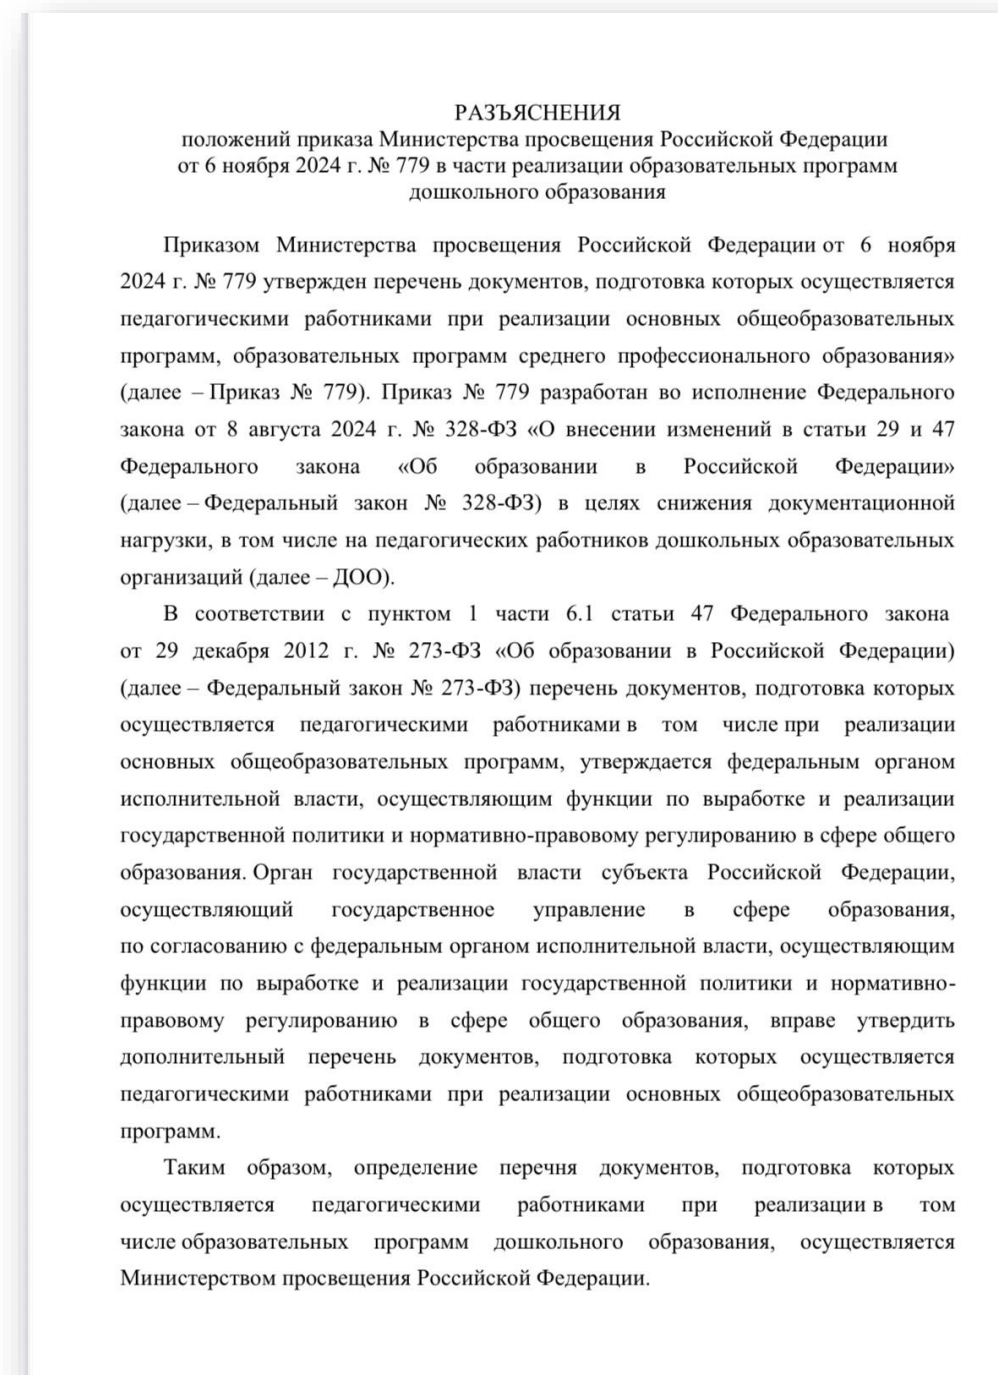 РАЗЪЯСНЕНИЯ
положений приказа Министерства просвещения Российской Федерации
от 6 ноября 2024 г. № 779 в части реализации образовательных программ
дошкольного образования
Приказом Министерства просвещения Российской Федерации от 6 ноября
2024 г. № 779 утвержден перечень документов, подготовка которых осуществляется
педагогическими работниками при реализации основных общеобразовательных
программ, образовательных программ среднего профессионального образования»
(далее – Приказ № 779). Приказ № 779 разработан во исполнение Федерального
закона от 8 августа 2024 г. № 328-ФЗ «О внесении изменений в статьи 29 и 47
Федерального закона «Об образовании в Российской Федерации»
(далее – Федеральный закон № 328-ФЗ) в целях снижения документационной
нагрузки, в том числе на педагогических работников дошкольных образовательных
организаций (далее – ДОО).
В соответствии с пунктом 1 части 6.1 статьи 47 Федерального закона
от 29 декабря 2012 г. № 273-ФЗ «Об образовании в Российской Федерации)
(далее – Федеральный закон № 273-ФЗ) перечень документов, подготовка которых
осуществляется педагогическими работниками в том числе при реализации
основных общеобразовательных программ, утверждается федеральным органом
исполнительной власти, осуществляющим функции по выработке и реализации
государственной политики и нормативно-правовому регулированию в сфере общего
образования. Орган государственной власти субъекта Российской Федерации,
осуществляющий государственное управление в сфере образования,
по согласованию с федеральным органом исполнительной власти, осуществляющим
функции по выработке и реализации государственной политики и нормативно-
правовому регулированию в сфере общего образования, вправе утвердить
дополнительный перечень документов, подготовка которых осуществляется
педагогическими работниками при реализации основных общеобразовательных
программ.
Таким образом, определение перечня документов, подготовка которых
осуществляется педагогическими работниками при реализации в том
числе образовательных программ дошкольного образования, осуществляется
Министерством просвещения Российской Федерации.